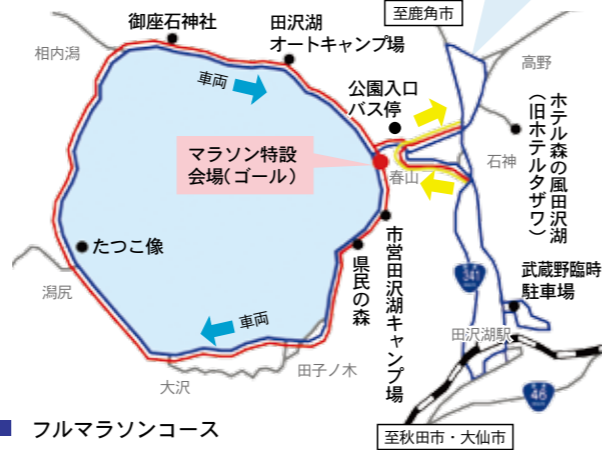 至鹿角市
御座石神社
田沢湖
オートキャンプ場
相内潟
高野
車両
公園入口
バス停
ホテル森の風田沢湖
（旧ホテルタザワ）
マラソン特設
会場（ゴール）
春山
石神
たつこ像
市営田沢湖キャンプ場
県民の森
潟尻
341
武蔵野臨時
駐車場
車両
田沢湖駅
田子ノ木
大沢
46
フルマラソンコース
至秋田市・大仙市